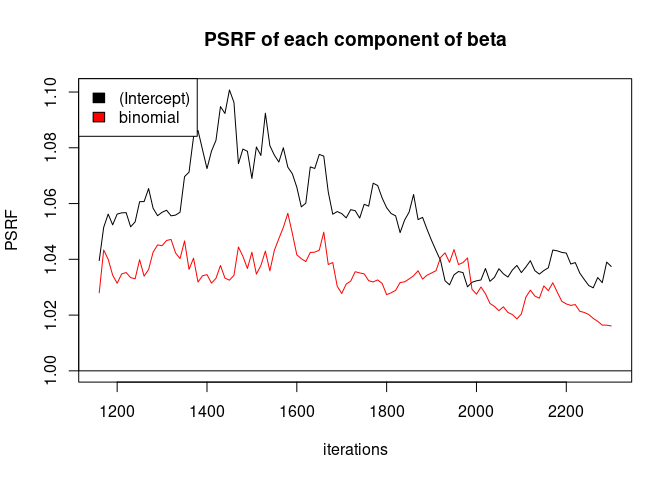 PSRF of each component of beta
(Intercept)
binomial
PSRF
1.10
1.08
1.06
1.04
1.02
1.00
1200 1400 1600 1800 2000 2200
iterations